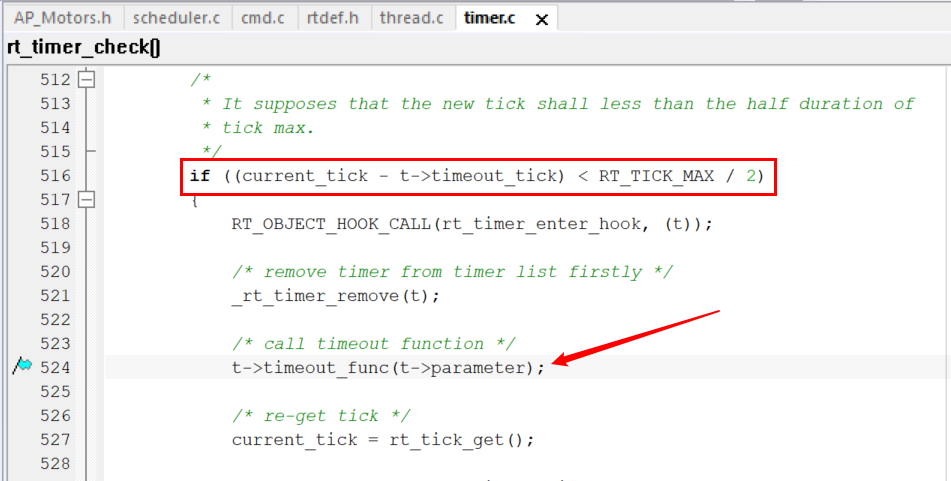 AP_Motors.h scheduler.c cmd.c rtdef.h thread.c timer.c
rt_timer_check()
512 /*
513 * It supposes that the new tick shall less than the half duration of
514 * tick max.
515 */
516 if ((current_tick - t->timeout_tick) < RT_TICK_MAX / 2)
517 {
518 RT_OBJECT_HOOK_CALL(rt_timer_enter_hook, (t));
519
520 /* remove timer from timer list firstly */
521 _rt_timer_remove(t);
522
523 /* call timeout function */
524 t->timeout_func(t->parameter);
525
526 /* re-get tick */
527 current_tick = rt_tick_get();
528